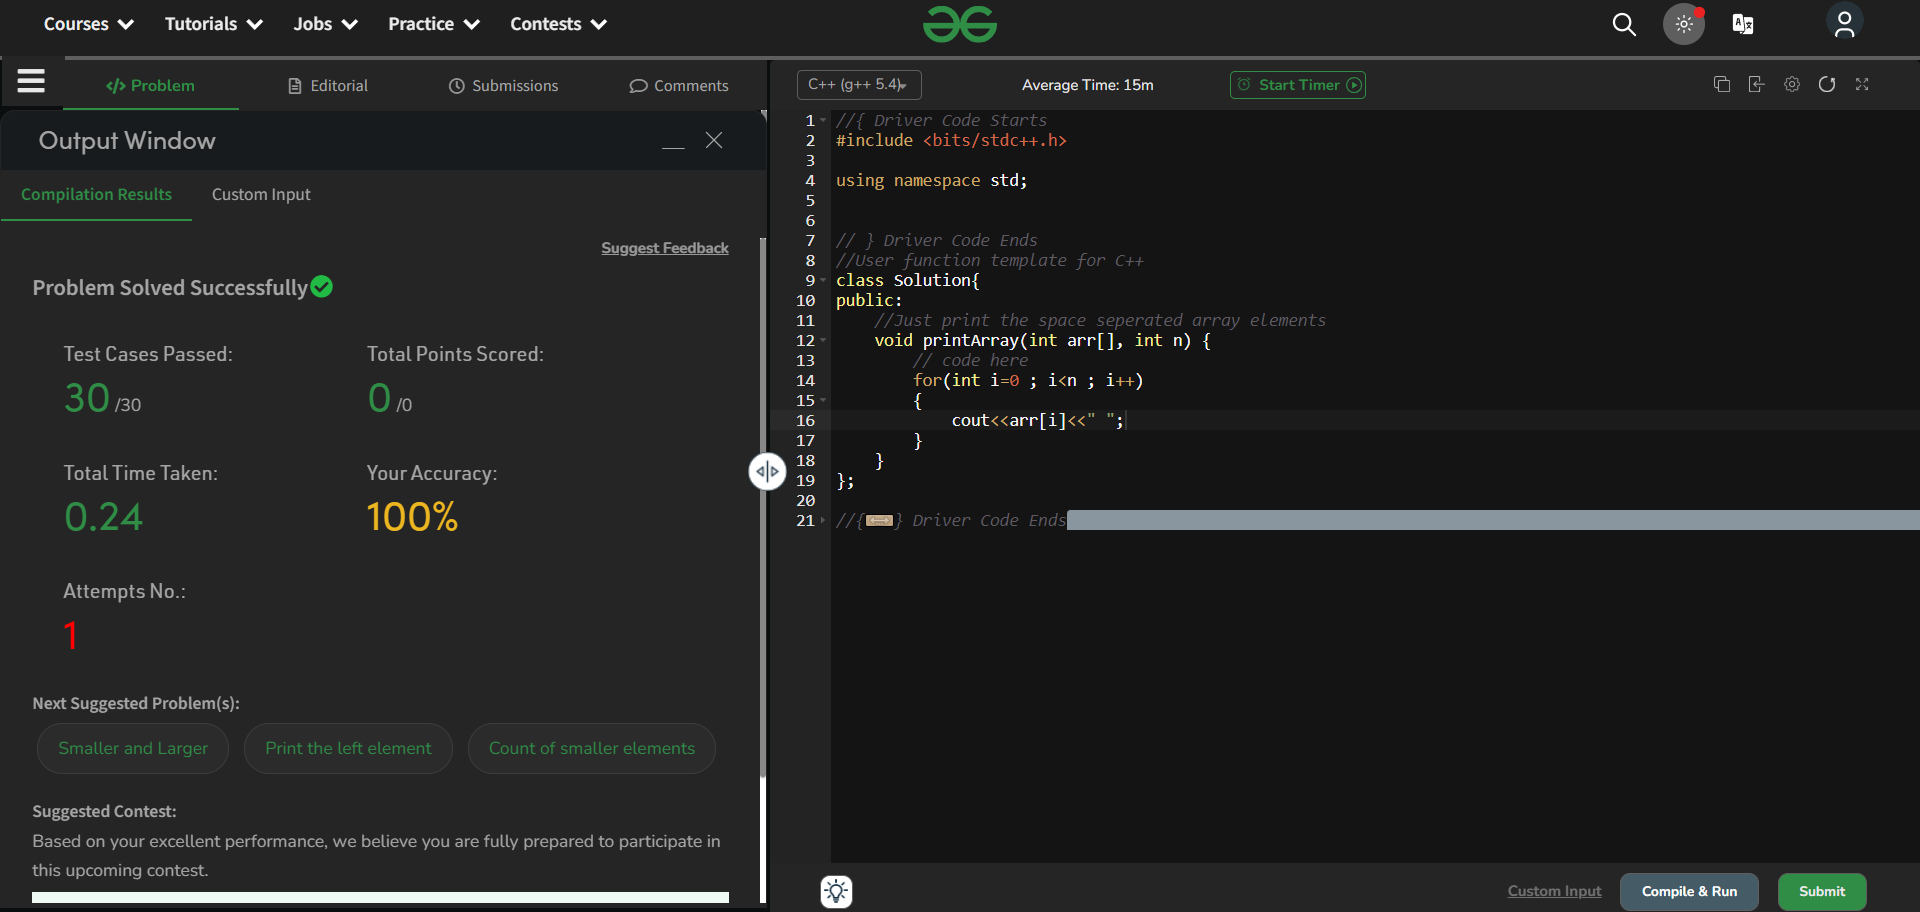 Courses Tutorials Jobs Practice Contests
Problem Editorial Submissions Comments
Output Window
Compilation Results Custom Input
Suggest Feedback
Problem Solved Successfully
Test Cases Passed: Total Points Scored:
30 /30 0 /0
Total Time Taken: Your Accuracy:
0.24 100%
Attempts No.:
1
Next Suggested Problem(s):
Smaller and Larger Print the left element Count of smaller elements
Suggested Contest:
Based on your excellent performance, we believe you are fully prepared to participate in
this upcoming contest.
C++ (g++ 5.4) Average Time: 15m Start Timer
1 //{ Driver Code Starts
2 #include <bits/stdc++.h>
3
4 using namespace std;
5
6
7 // } Driver Code Ends
8 //User function template for C++
9 class Solution{
10 public:
11 //Just print the space seperated array elements
12 void printArray(int arr[], int n) {
13 // code here
14 for(int i=0 ; i<n ; i++)
15 {
16 cout<<arr[i]<<" ";
17 }
18 }
19 };
20
21 //{ } Driver Code Ends
Custom Input Compile & Run Submit